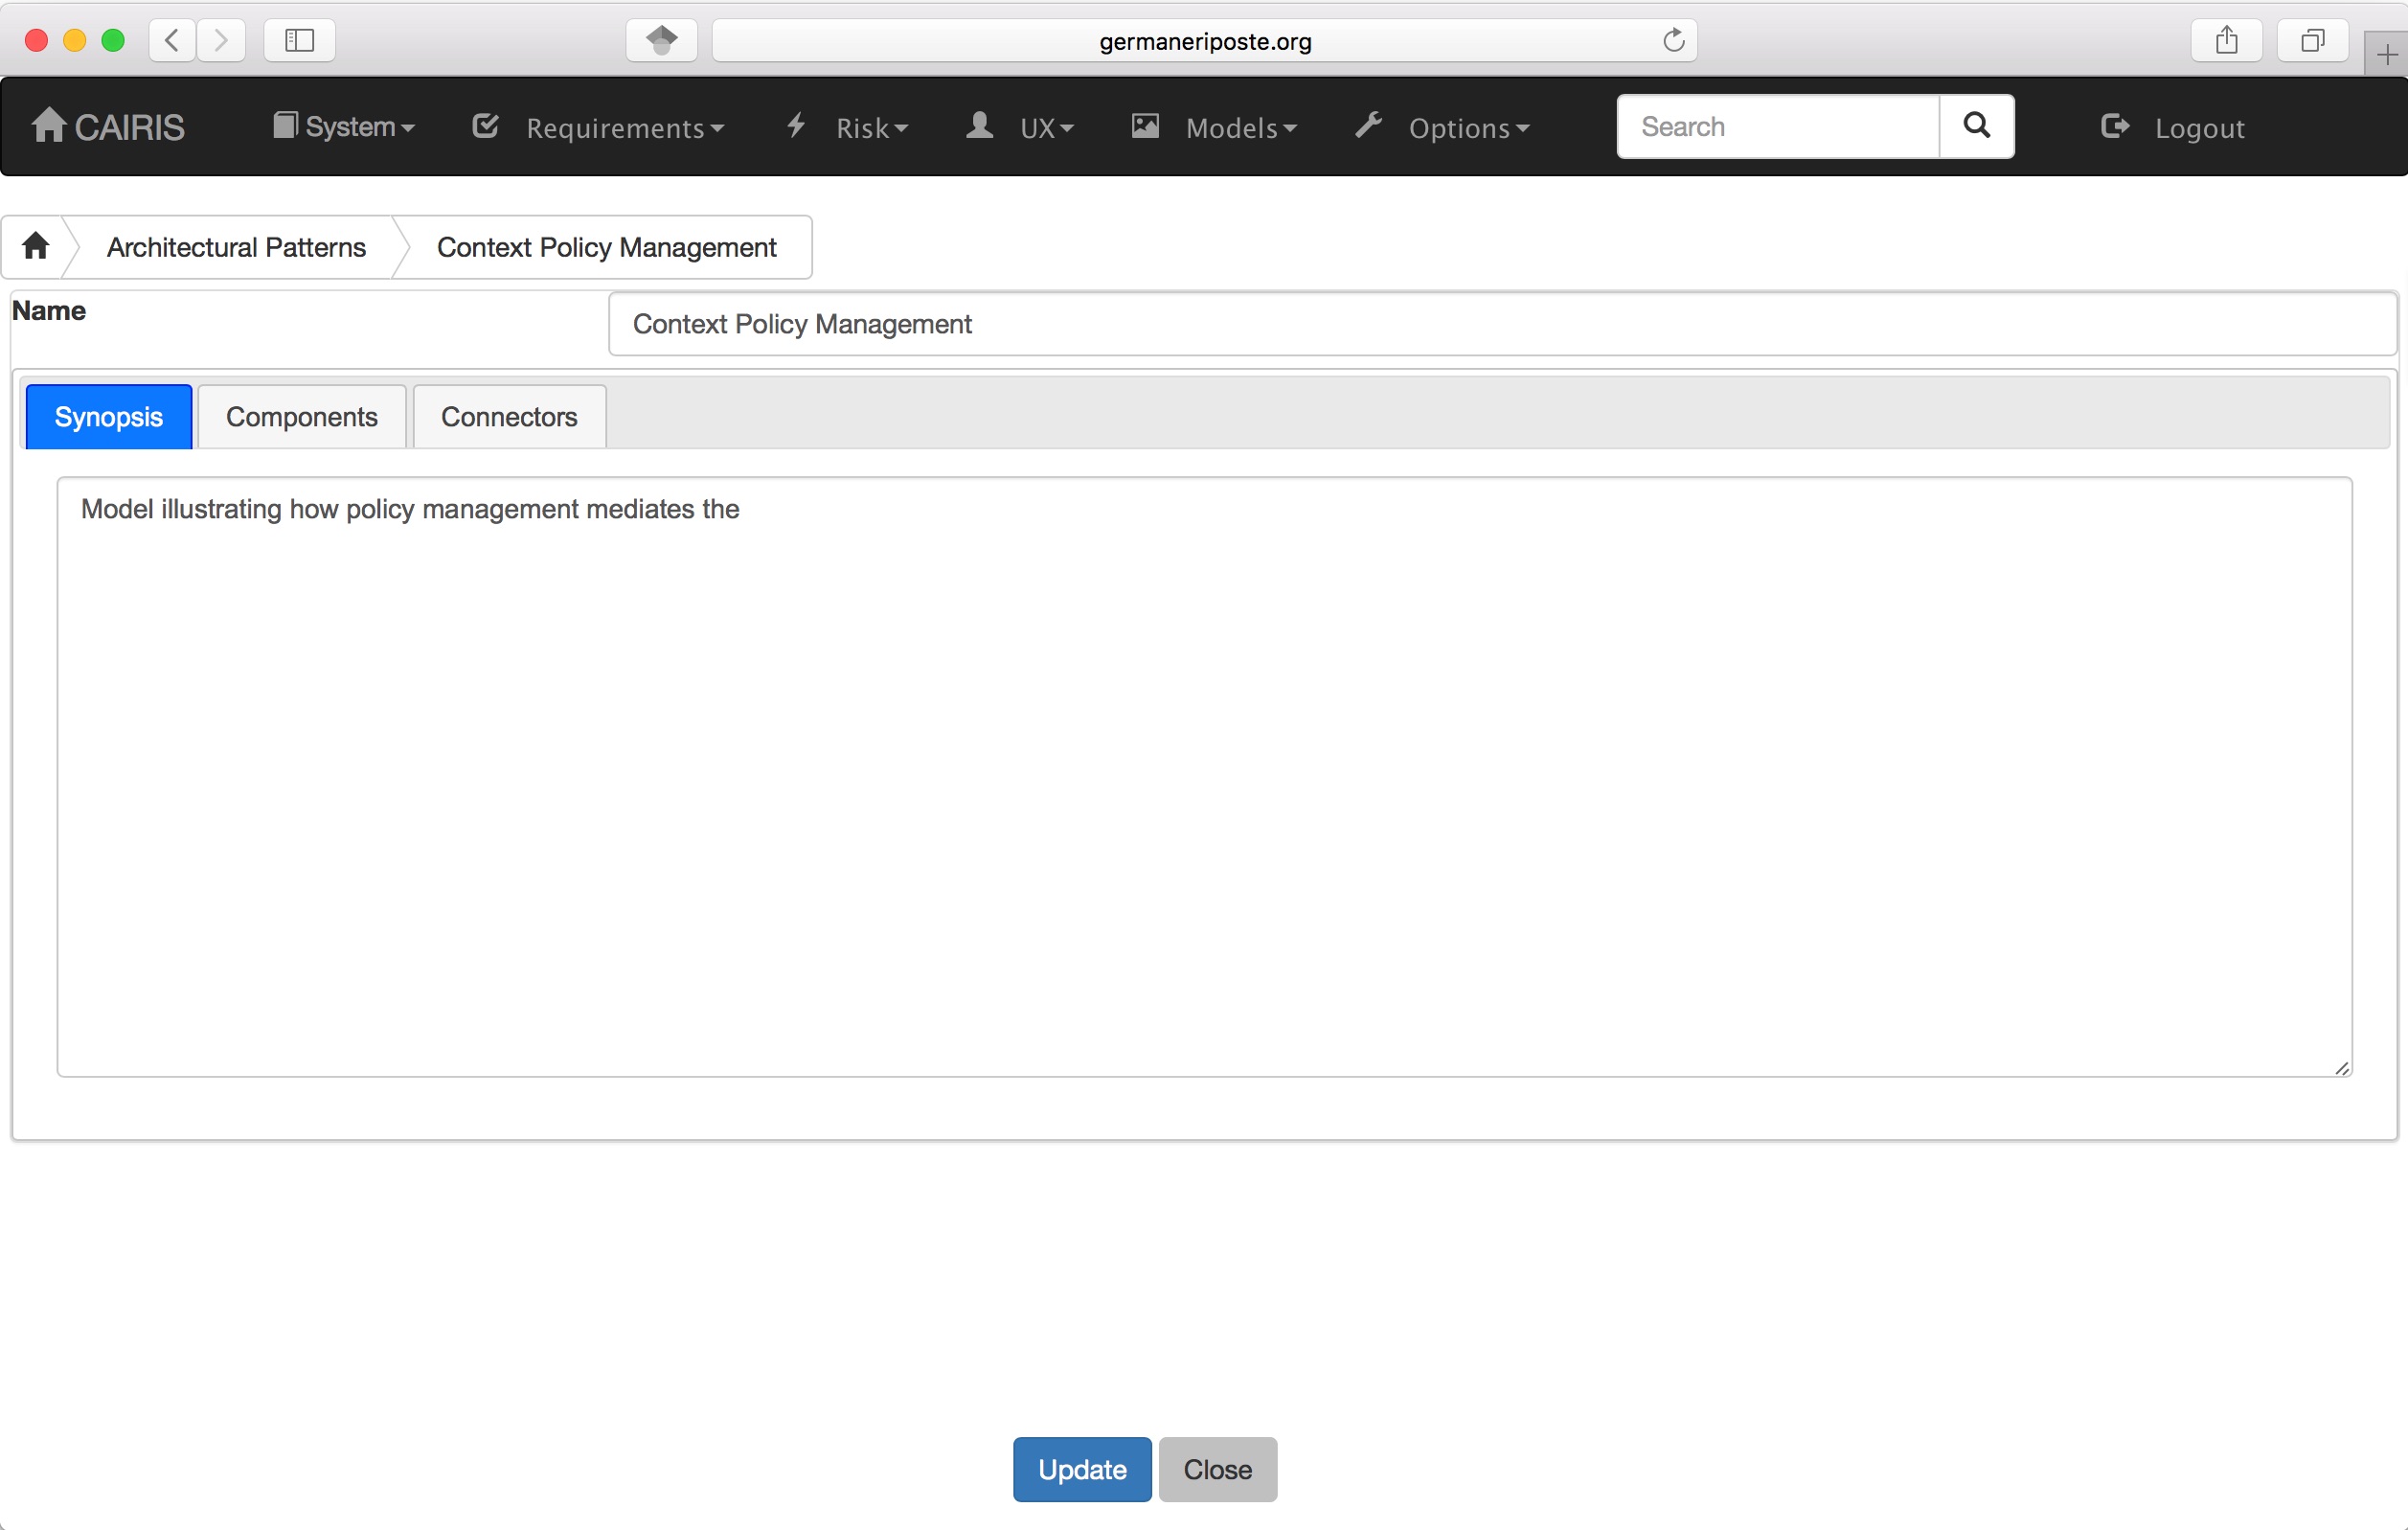 germaneriposte.org
CAIRIS System Requirements Risk UX Models Options Search Logout
Architectural Patterns Context Policy Management
Name Context Policy Management
Synopsis Components Connectors
Model illustrating how policy management mediates the
Update Close